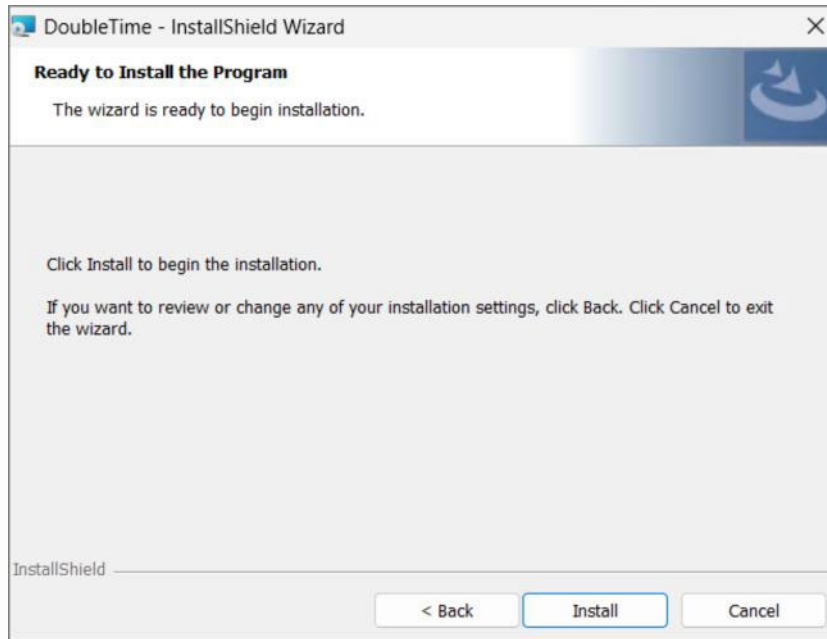 DoubleTime - InstallShield Wizard
Ready to Install the Program
The wizard is ready to begin installation.
Click Install to begin the installation.
If you want to review or change any of your installation settings, click Back. Click Cancel to exit
the wizard.
InstallShield
< Back
Install
Cancel